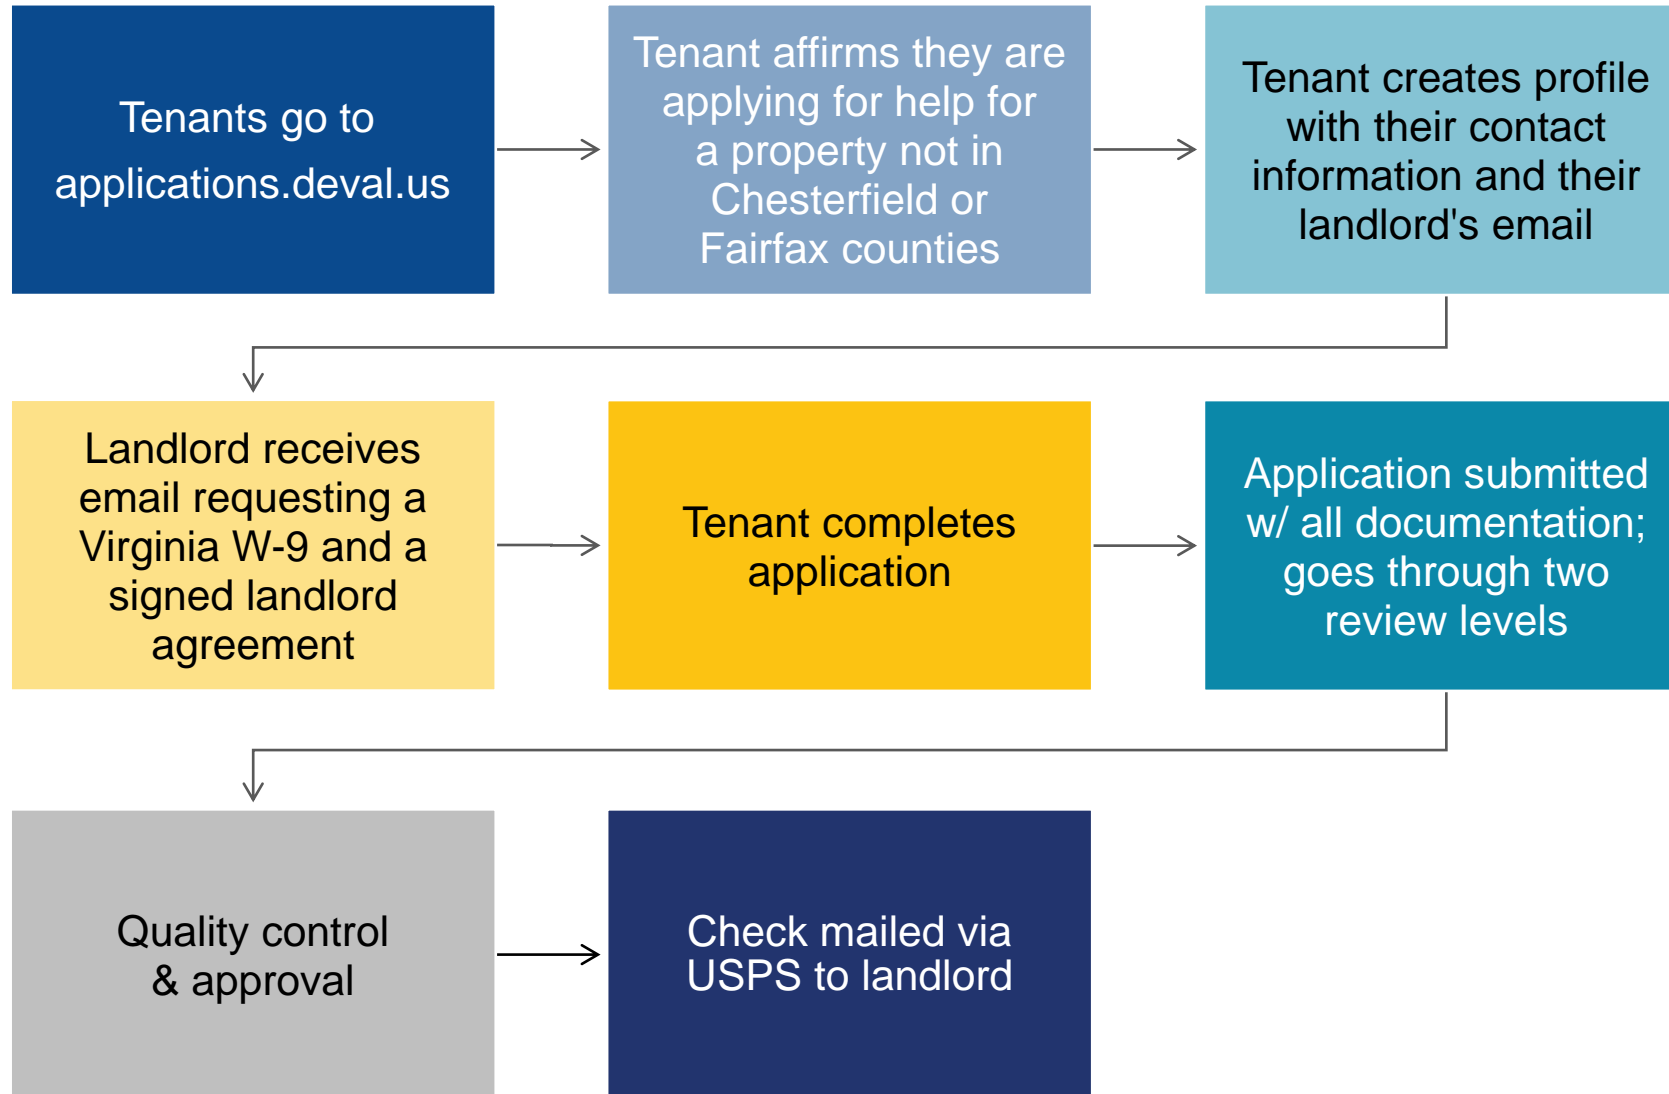 Tenants go to
applications.deval.us
Tenant affirms they are
applying for help for
a property not in
Chesterfield or
Fairfax counties
Tenant creates profile
with their contact
information and their
landlord's email
Landlord receives
email requesting a
Virginia W-9 and a
signed landlord
agreement
Tenant completes
application
Application submitted
w/ all documentation;
goes through two
review levels
Quality control
& approval
Check mailed via
USPS to landlord